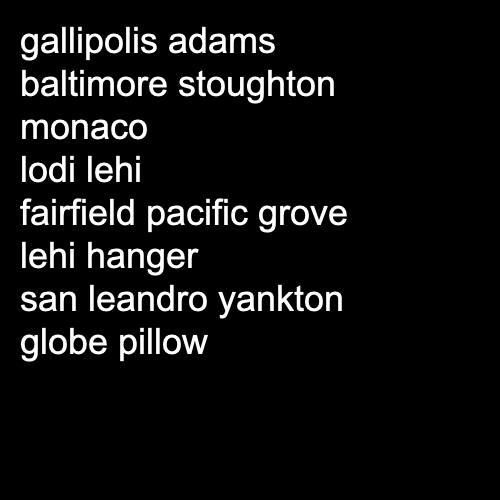 gallipolis adams
baltimore stoughton
monaco
lodi lehi
fairfield pacific grove
lehi hanger
san leandro yankton
globe pillow